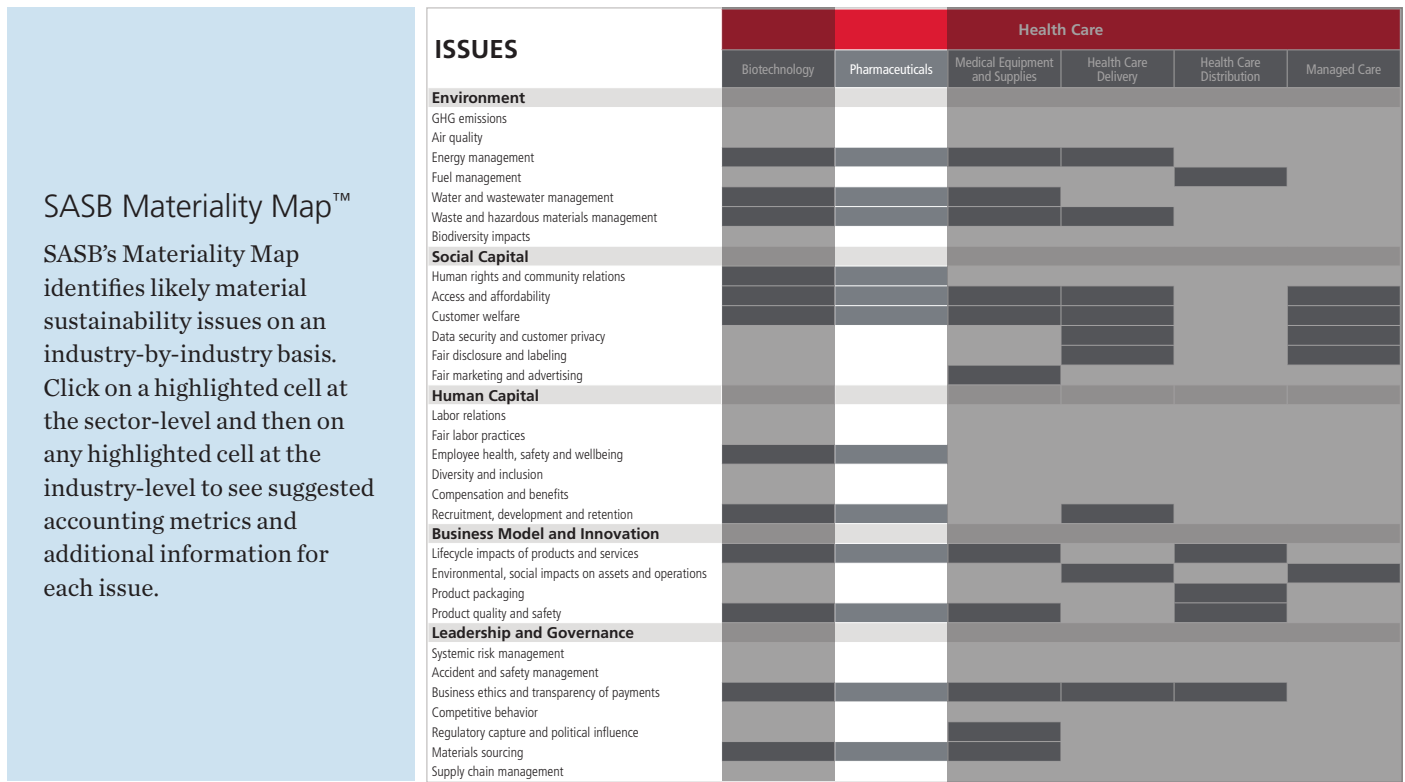 SASB Materiality Map™
SASB's Materiality Map
identifies likely material
sustainability issues on an
industry-by-industry basis.
Click on a highlighted cell at
the sector-level and then on
any highlighted cell at the
industry-level to see suggested
accounting metrics and
additional information for
each issue.
ISSUES
Health Care
Biotechnology
Pharmaceuticals
Medical Equipment
and Supplies
Health Care
Delivery
Health Care
Distribution
Managed Care
Environment
GHG emissions
Air quality
Energy management
Fuel management
Water and wastewater management
Waste and hazardous materials management
Biodiversity impacts
Social Capital
Human rights and community relations
Access and affordability
Customer welfare
Data security and customer privacy
Fair disclosure and labeling
Fair marketing and advertising
Human Capital
Labor relations
Fair labor practices
Employee health, safety and wellbeing
Diversity and inclusion
Compensation and benefits
Recruitment, development and retention
Business Model and Innovation
Lifecycle impacts of products and services
Environmental, social impacts on assets and operations
Product packaging
Product quality and safety
Leadership and Governance
Systemic risk management
Accident and safety management
Business ethics and transparency of payments
Competitive behavior
Regulatory capture and political influence
Materials sourcing
Supply chain management